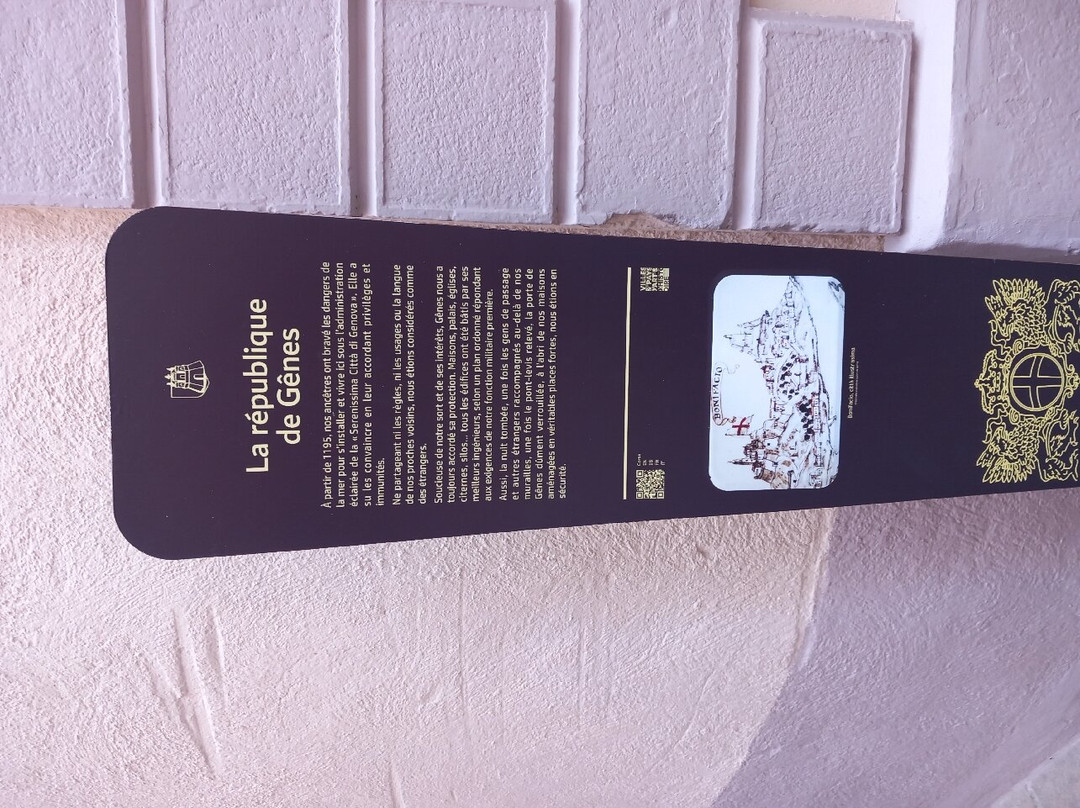 La république
de Gênes
À partir de 1195, nos ancêtres ont bravé les dangers de
la mer pour s'installer et vivre ici sous l'administration
éclairée de la « Serenissima Città di Genova ». Elle a
su les convaincre en leur accordant privilèges et
immunités.
Ne partageant ni les règles, ni les usages ou la langue
de nos proches voisins, nous étions considérés comme
des étrangers.
Soucieuse de notre sort et de ses intérêts, Gênes nous a
toujours accordé sa protection. Maisons, palais, églises,
citernes, silos... tous les édifices ont été bâtis par ses
meilleurs ingénieurs, selon un plan ordonné répondant
aux exigences de notre fonction militaire première.
Aussi, la nuit tombée, une fois les gens de passage
et autres étrangers raccompagnés au-delà de nos
murailles, une fois le pont-levis relevé, la porte de
Gênes dûment verrouillée, à l'abri de nos maisons
aménagées en véritables places fortes, nous étions en
sécurité.
BONIFACIO